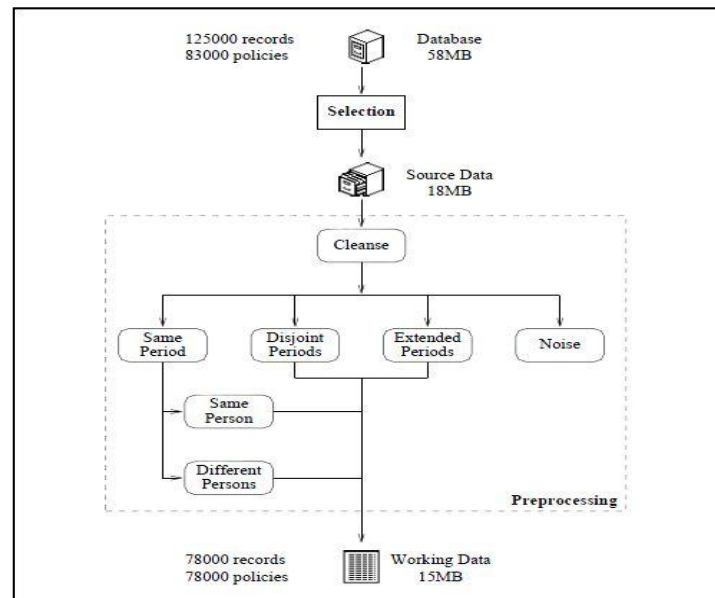 125000 records
83000 policies
Database
58MB
Selection
Source Data
18MB
Cleanse
Same
Period
Disjoint
Periods
Extended
Periods
Noise
Same
Person
Different
Persons
Preprocessing
78000 records
78000 policies
Working Data
15MB